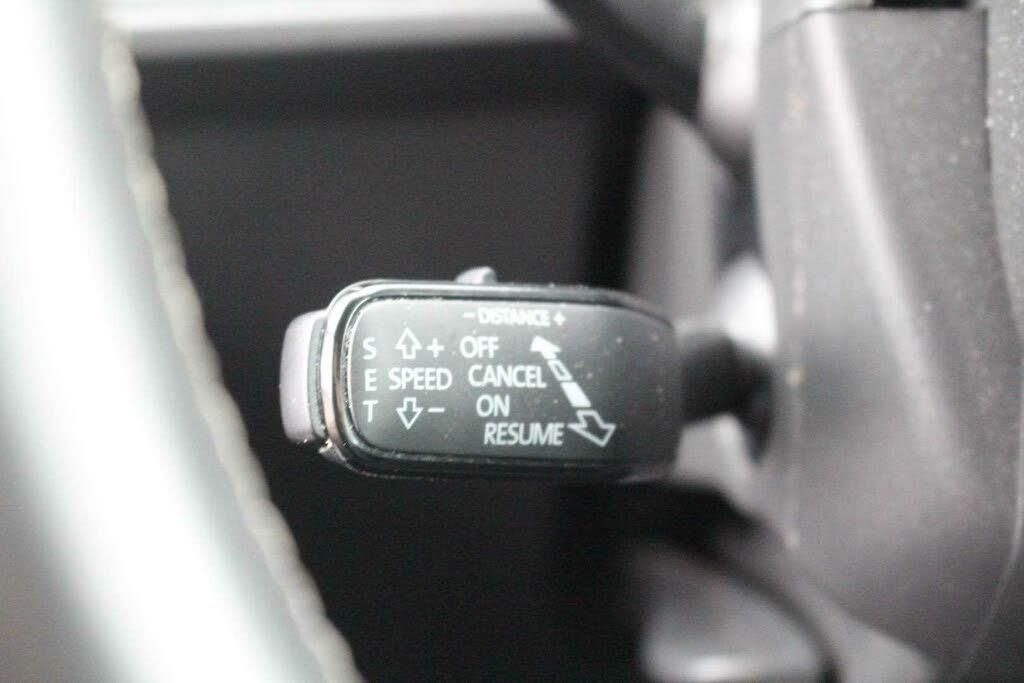 - DISTANCE +
S + OFF
E SPEED CANCEL
T - ON
RESUME